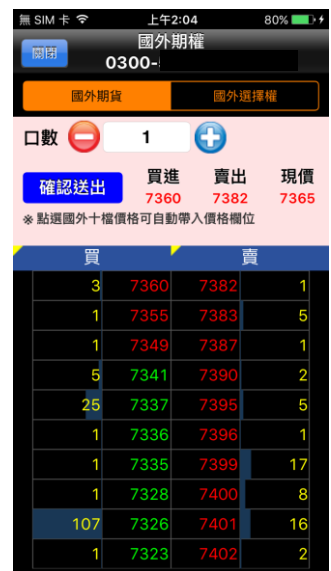 無 SIM 卡 上午2:04 80%
關閉 國外期權
0300-
國外期貨 國外選擇權
口數 1
確認送出 買進 賣出 現價
7360 7382 7365
※ 點選國外十檔價格可自動帶入價格欄位
買 賣
3 7360 7382 1
1 7355 7383 5
1 7349 7387 1
5 7341 7390 2
25 7337 7395 5
1 7336 7396 1
1 7335 7399 17
1 7328 7400 8
107 7326 7401 16
1 7323 7402 2